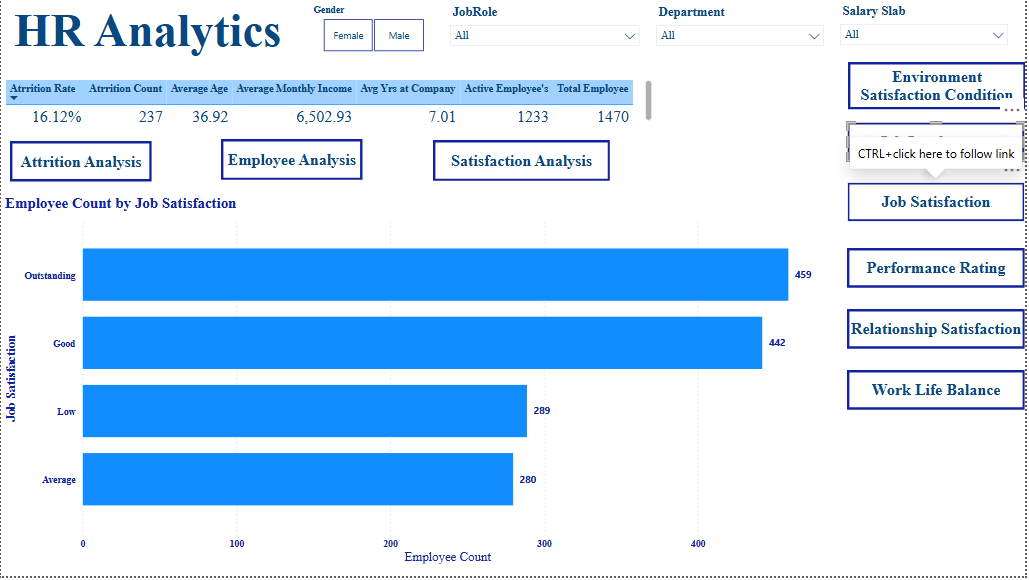 HR Analytics
Gender
Female
Male
JobRole
All
Department
All
Salary Slab
All
Atrrition Rate
Atrrition Count
Average Age
Average Monthly Income
Avg Yrs at Company
Active Employee's
Total Employee
16.12%
237
36.92
6,502.93
7.01
1233
1470
Attrition Analysis
Employee Analysis
Satisfaction Analysis
Environment
Satisfaction Condition
CTRL+click here to follow link
Job Satisfaction
Performance Rating
Relationship Satisfaction
Work Life Balance
Employee Count by Job Satisfaction
Job Satisfaction
Outstanding
459
Good
442
Low
289
Average
280
0
100
200
300
400
Employee Count